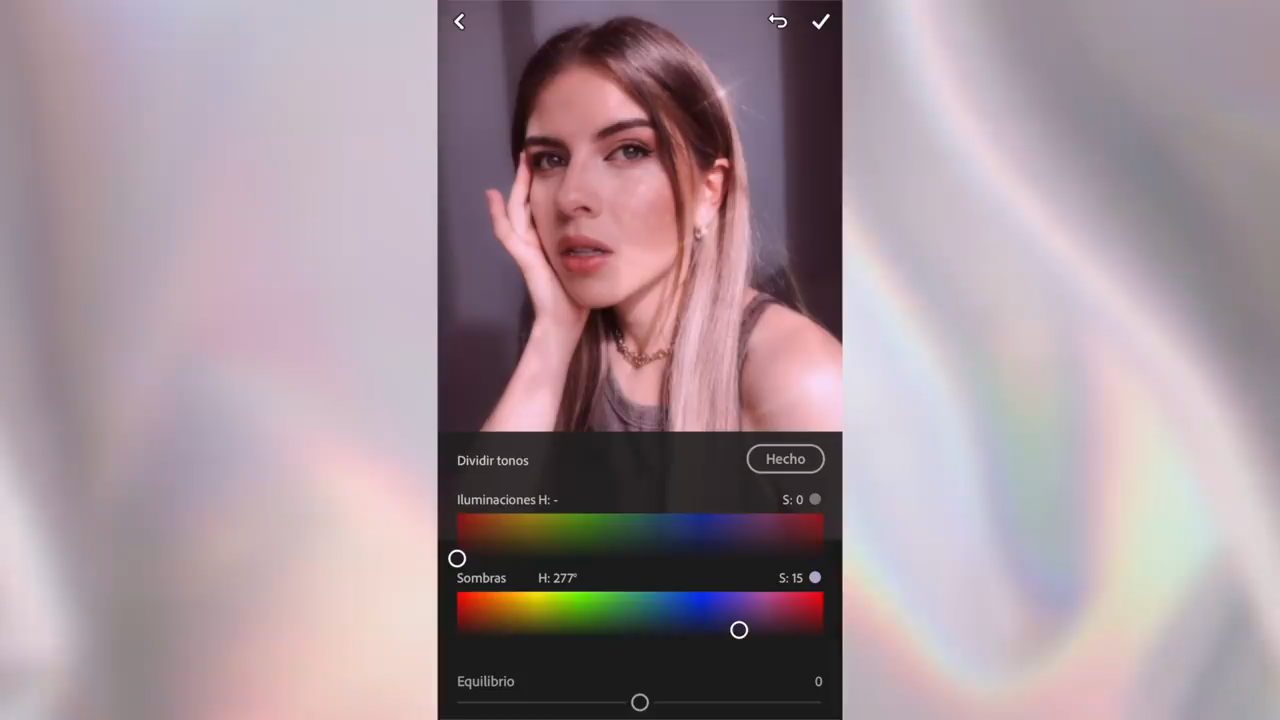 Dividir tonos
Hecho
Iluminaciones H: - S: 0
Sombras H: 277° S: 15
Equilibrio 0